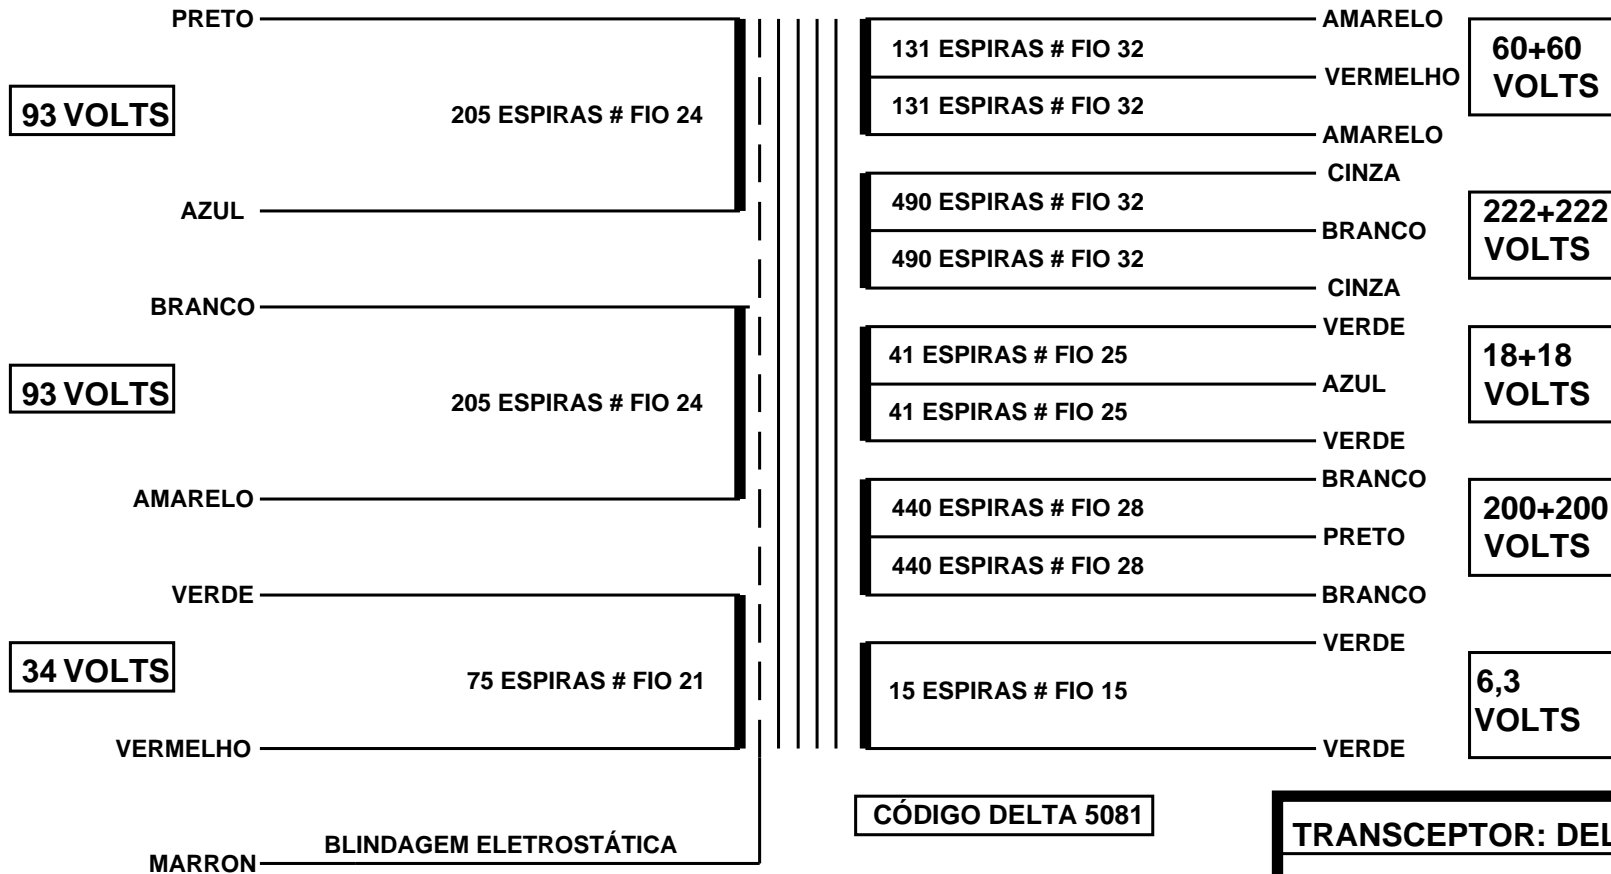 PRETO
93 VOLTS
205 ESPIRAS # FIO 24
AZUL
BRANCO
93 VOLTS
205 ESPIRAS # FIO 24
AMARELO
VERDE
34 VOLTS
75 ESPIRAS # FIO 21
VERMELHO
BLINDAGEM ELETROSTÁTICA
MARRON
AMARELO
131 ESPIRAS # FIO 32
VERMELHO
131 ESPIRAS # FIO 32
AMARELO
60+60
VOLTS
CINZA
490 ESPIRAS # FIO 32
BRANCO
490 ESPIRAS # FIO 32
CINZA
222+222
VOLTS
VERDE
41 ESPIRAS # FIO 25
AZUL
41 ESPIRAS # FIO 25
VERDE
18+18
VOLTS
BRANCO
440 ESPIRAS # FIO 28
PRETO
440 ESPIRAS # FIO 28
BRANCO
200+200
VOLTS
VERDE
15 ESPIRAS # FIO 15
VERDE
6,3
VOLTS
CÓDIGO DELTA 5081
TRANSCEPTOR: DEL